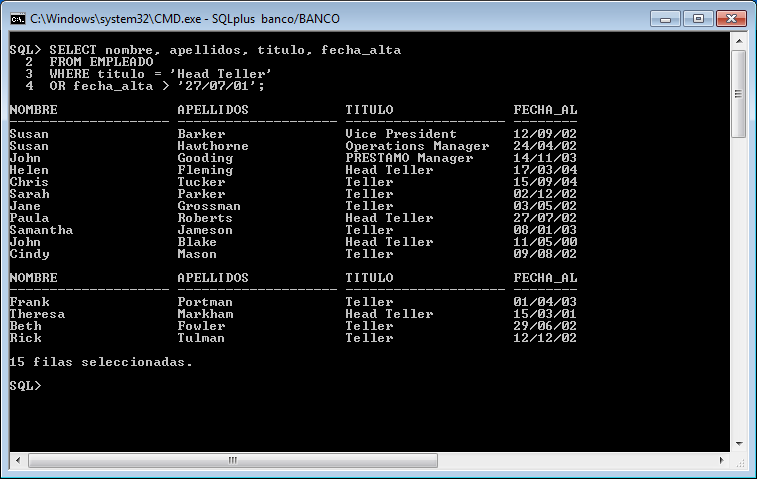 C:\Windows\system32\CMD.exe - SQLplus banco/BANCO
SQL> SELECT nombre, apellidos, titulo, fecha_alta
2 FROM EMPLEADO
3 WHERE titulo = 'Head Teller'
4 OR fecha_alta > '27/07/01';
NOMBRE APELLIDOS TITULO FECHA_AL
Susan Barker Vice President 12/09/02
Susan Hawthorne Operations Manager 24/04/02
John Gooding PRESTAMO Manager 14/11/03
Helen Fleming Head Teller 17/03/04
Chris Tucker Teller 15/09/04
Sarah Parker Teller 02/12/02
Jane Grossman Teller 03/05/02
Paula Roberts Head Teller 27/07/02
Samantha Jameson Teller 08/01/03
John Blake Head Teller 11/05/00
Cindy Mason Teller 09/08/02
NOMBRE APELLIDOS TITULO FECHA_AL
Frank Portman Teller 01/04/03
Theresa Markham Head Teller 15/03/01
Beth Fowler Teller 29/06/02
Rick Tulman Teller 12/12/02
15 filas seleccionadas.
SQL>